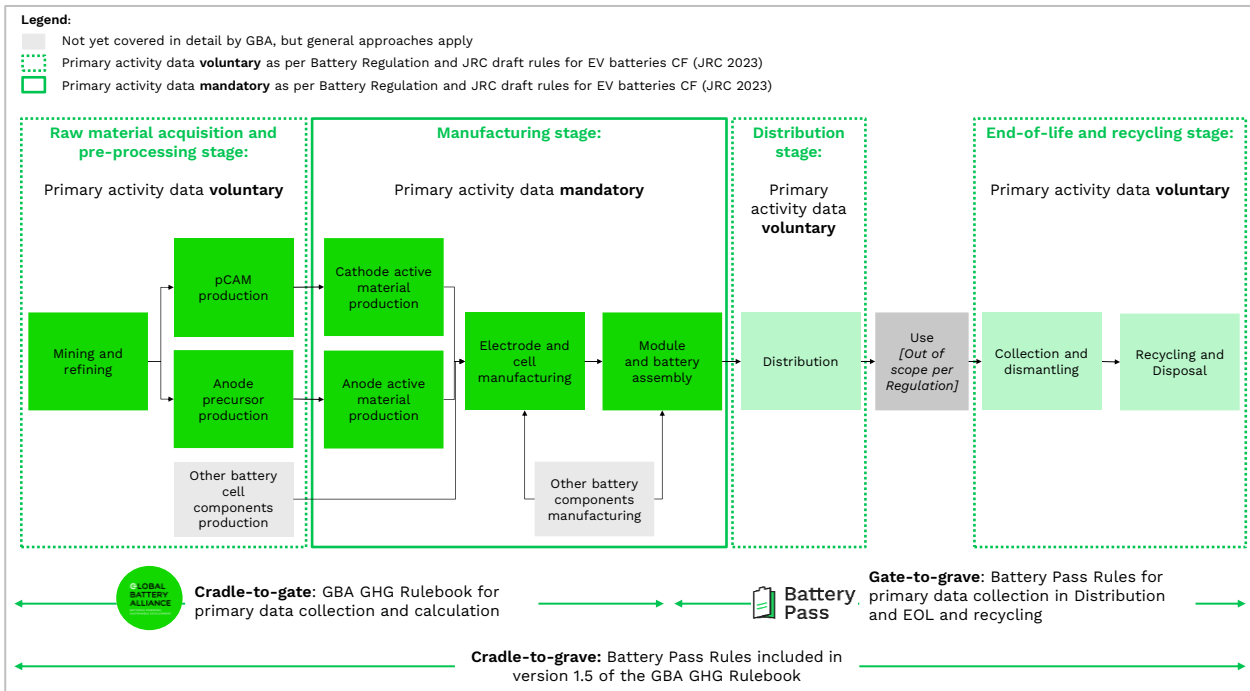 Legend:
Not yet covered in detail by GBA, but general approaches apply
Primary activity data voluntary as per Battery Regulation and JRC draft rules for EV batteries CF (JRC 2023)
Primary activity data mandatory as per Battery Regulation and JRC draft rules for EV batteries CF (JRC 2023)
Raw material acquisition and
pre-processing stage:
Primary activity data voluntary
Manufacturing stage:
Primary activity data mandatory
Distribution
stage:
Primary
activity data
voluntary
End-of-life and recycling stage:
Primary activity data voluntary
Mining and
refining
pCAM
production
Anode
precursor
production
Other battery
cell
components
production
Cathode active
material
production
Anode active
material
production
Electrode and
cell
manufacturing
Module
and battery
assembly
Other battery
components
manufacturing
Distribution
Use
[Out of
scope per
Regulation]
Collection and
dismantling
Recycling and
Disposal
GLOBAL
BATTERY
ALLIANCE
Cradle-to-gate: GBA GHG Rulebook for
primary data collection and calculation
Battery
Pass
Gate-to-grave: Battery Pass Rules for
primary data collection in Distribution
and EOL and recycling
Cradle-to-grave: Battery Pass Rules included in
version 1.5 of the GBA GHG Rulebook